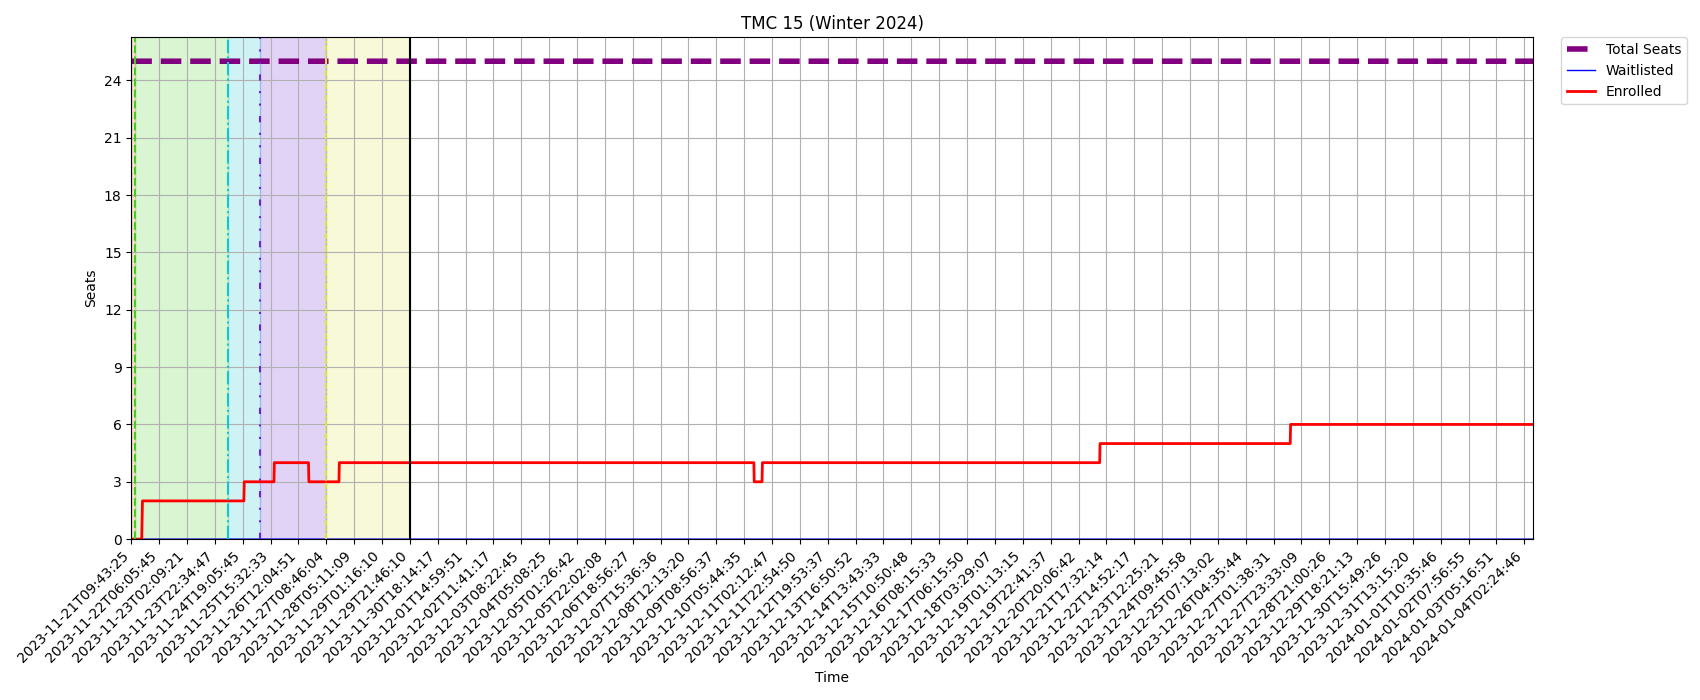 TMC 15 (Winter 2024)
Total Seats
Waitlisted
Enrolled
Seats
24
21
18
15
12
9
6
3
0
2023-11-21T09:43:25
2023-11-22T06:05:45
2023-11-23T02:09:21
2023-11-23T22:34:47
2023-11-24T19:05:45
2023-11-25T15:32:33
2023-11-26T12:04:51
2023-11-27T08:46:04
2023-11-28T05:11:09
2023-11-29T01:16:10
2023-11-29T21:46:10
2023-11-30T18:14:17
2023-12-01T14:59:51
2023-12-02T11:41:17
2023-12-03T08:22:45
2023-12-04T05:08:25
2023-12-05T01:26:42
2023-12-05T22:02:08
2023-12-06T18:56:27
2023-12-07T15:36:36
2023-12-08T12:13:20
2023-12-09T08:56:37
2023-12-10T05:44:35
2023-12-11T02:12:47
2023-12-11T22:54:50
2023-12-12T19:53:37
2023-12-13T16:50:52
2023-12-14T13:43:33
2023-12-15T10:50:48
2023-12-16T08:15:33
2023-12-17T06:15:50
2023-12-18T03:29:07
2023-12-19T01:13:15
2023-12-19T22:41:37
2023-12-20T20:06:42
2023-12-21T17:32:14
2023-12-22T14:52:17
2023-12-23T12:25:21
2023-12-24T09:45:58
2023-12-25T07:13:02
2023-12-26T04:35:44
2023-12-27T01:38:31
2023-12-27T23:33:09
2023-12-28T21:00:26
2023-12-29T18:21:13
2023-12-30T15:49:26
2023-12-31T13:15:20
2024-01-01T10:35:46
2024-01-02T07:56:55
2024-01-03T05:16:51
2024-01-04T02:24:46
Time